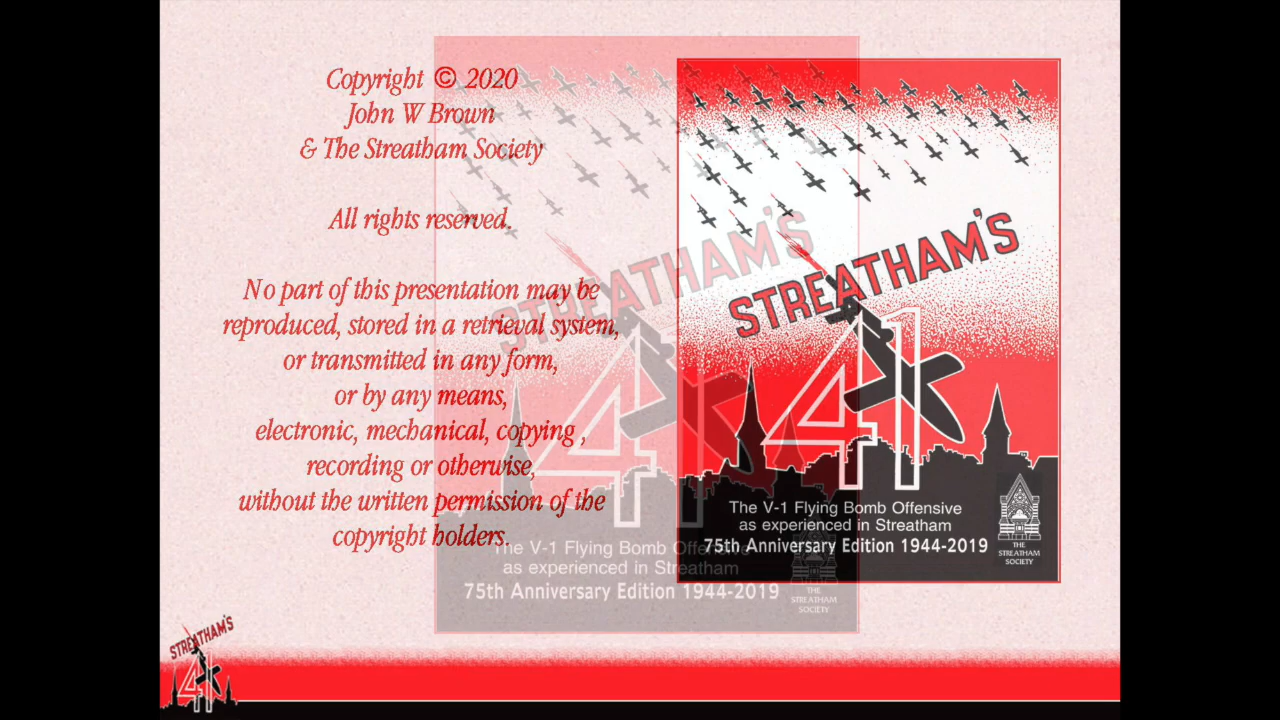 Copyright © 2020
John W Brown
& The Streatham Society
All rights reserved.
No part of this presentation may be
reproduced, stored in a retrieval system,
or transmitted in any form,
or by any means,
electronic, mechanical, copying ,
recording or otherwise,
without the written permission of the
copyright holders.
STREATHAM'S
41
The V-1 Flying Bomb Offensive
as experienced in Streatham
75th Anniversary Edition 1944-2019
THE
STREATHAM
SOCIETY
STREATHAM'S
41
The V-1 Flying Bomb Offensive
as experienced in Streatham
75th Anniversary Edition 1944-2019
THE
STREATHAM
SOCIETY
STREATHAM'S
41